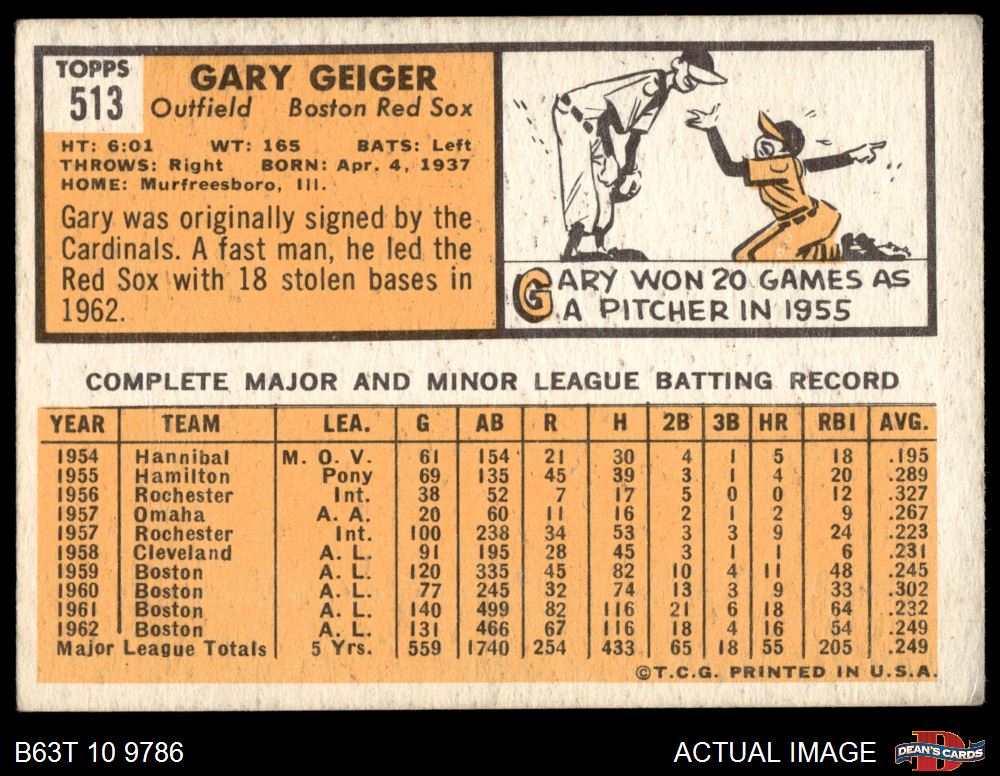 TOPPS
513
GARY GEIGER
Outfield Boston Red Sox
HT: 6:01 WT: 165 BATS: Left
THROWS: Right BORN: Apr. 4, 1937
HOME: Murfreesboro, Ill.
Gary was originally signed by the
Cardinals. A fast man, he led the
Red Sox with 18 stolen bases in
1962.
GARY WON 20 GAMES AS
A PITCHER IN 1955
COMPLETE MAJOR AND MINOR LEAGUE BATTING RECORD
YEAR TEAM LEA. G AB R H 2B 3B HR RBI AVG.
1954 Hannibal M. O. V. 61 154 21 30 4 1 5 18 .195
1955 Hamilton Pony 69 135 45 39 3 1 4 20 .289
1956 Rochester Int. 38 52 7 17 5 0 0 12 .327
1957 Omaha A. A. 20 60 11 16 2 1 2 9 .267
1957 Rochester Int. 100 238 34 53 3 3 9 24 .223
1958 Cleveland A. L. 91 195 28 45 3 1 1 6 .231
1959 Boston A. L. 120 335 45 82 10 4 11 48 .245
1960 Boston A. L. 77 245 32 74 13 3 9 33 .302
1961 Boston A. L. 140 499 82 116 21 6 18 64 .232
1962 Boston A. L. 131 466 67 116 18 4 16 54 .249
Major League Totals 5 Yrs. 559 1740 254 433 65 18 55 205 .249
©T.C.G. PRINTED IN U.S.A.
B63T 10 9786
ACTUAL IMAGE
DEAN'S CARDS